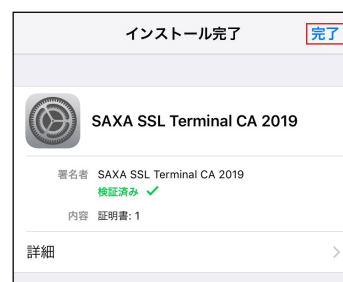 インストール完了 完了
SAXA SSL Terminal CA 2019
署名者 SAXA SSL Terminal CA 2019
検証済み ✓
内容 証明書: 1
詳細 >